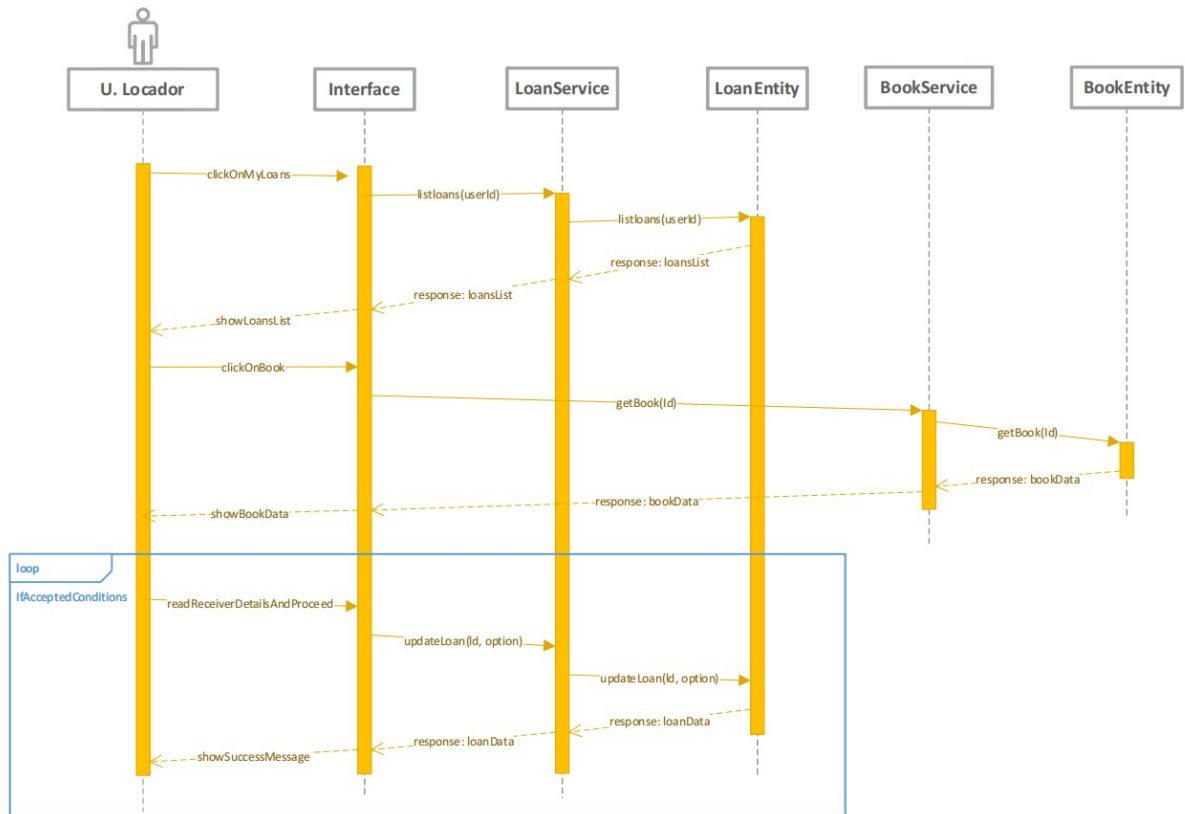 U. Locador
Interface
LoanService
LoanEntity
BookService
BookEntity
clickOnMyLoans
listloans(userId)
listloans(userId)
response: loansList
response: loansList
showLoansList
clickOnBook
getBook(Id)
getBook(Id)
response: bookData
response: bookData
showBookData
loop
IfAcceptedConditions
readReceiverDetailsAndProceed
updateLoan(Id, option)
updateLoan(Id, option)
response: loanData
response: loanData
showSuccessMessage